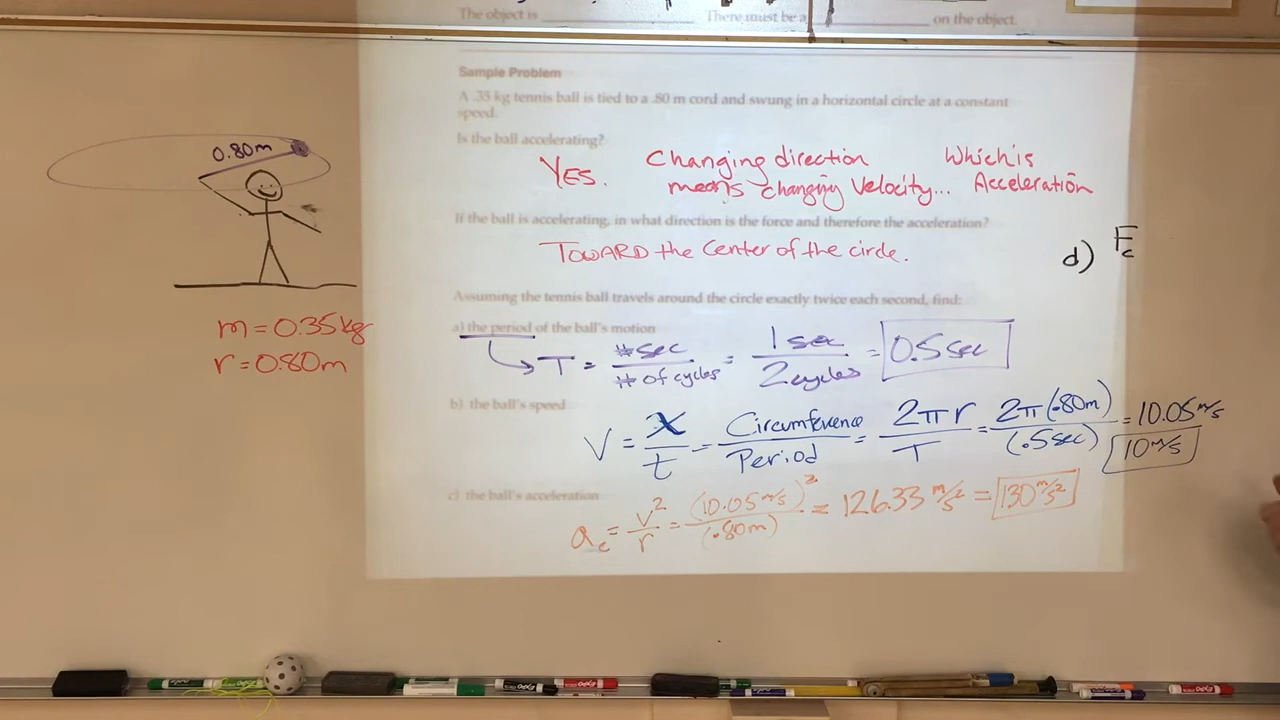 The object is ____________ There must be a ____________ on the object.
Sample Problem
A .35 kg tennis ball is tied to a .80 m cord and swung in a horizontal circle at a constant
speed.
Is the ball accelerating?
YES. Changing direction means changing velocity... Which is Acceleration
If the ball is accelerating, in what direction is the force and therefore the acceleration?
TOWARD the center of the circle.
d) Fc
Assuming the tennis ball travels around the circle exactly twice each second, find:
a) the period of the ball's motion
T = #sec / # of cycles = 1 sec / 2 cycles = 0.5 sec
b) the ball's speed
V = x / t = Circumference / Period = 2πr / T = 2π(.80m) / (.5sec) = 10.05 m/s
10 m/s
c) the ball's acceleration
ac = v² / r = (10.05 m/s)² / (.80m) = 126.33 m/s² = 130 m/s²
0.80m
m = 0.35kg
r = 0.80m